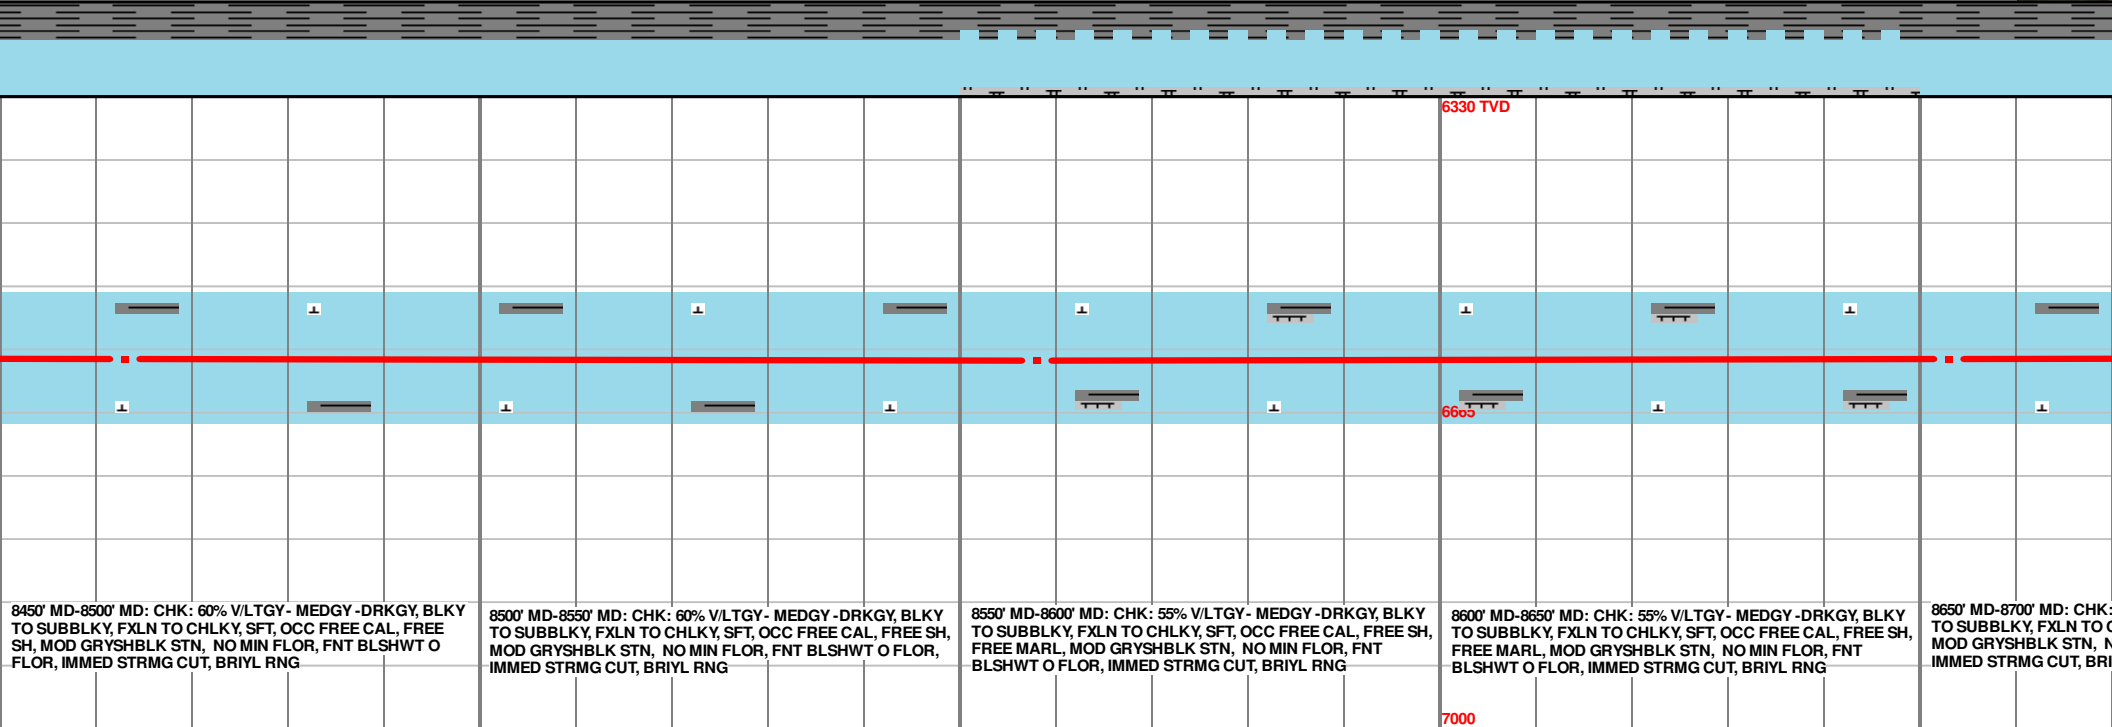 6330 TVD
6665
8450' MD-8500' MD: CHK: 60% V/LTGY- MEDGY -DRKGY, BLKY
TO SUBBLKY, FXLN TO CHLKY, SFT, OCC FREE CAL, FREE
SH, MOD GRYSHBLK STN, NO MIN FLOR, FNT BLSHWT O
FLOR, IMMED STRMG CUT, BRIYL RNG
8500' MD-8550' MD: CHK: 60% V/LTGY- MEDGY -DRKGY, BLKY
TO SUBBLKY, FXLN TO CHLKY, SFT, OCC FREE CAL, FREE SH,
MOD GRYSHBLK STN, NO MIN FLOR, FNT BLSHWT O FLOR,
IMMED STRMG CUT, BRIYL RNG
8550' MD-8600' MD: CHK: 55% V/LTGY- MEDGY -DRKGY, BLKY
TO SUBBLKY, FXLN TO CHLKY, SFT, OCC FREE CAL, FREE SH,
FREE MARL, MOD GRYSHBLK STN, NO MIN FLOR, FNT
BLSHWT O FLOR, IMMED STRMG CUT, BRIYL RNG
8600' MD-8650' MD: CHK: 55% V/LTGY- MEDGY -DRKGY, BLKY
TO SUBBLKY, FXLN TO CHLKY, SFT, OCC FREE CAL, FREE SH,
FREE MARL, MOD GRYSHBLK STN, NO MIN FLOR, FNT
BLSHWT O FLOR, IMMED STRMG CUT, BRIYL RNG
8650' MD-8700' MD: CHK:
TO SUBBLKY, FXLN TO
MOD GRYSHBLK STN,
IMMED STRMG CUT,
7000